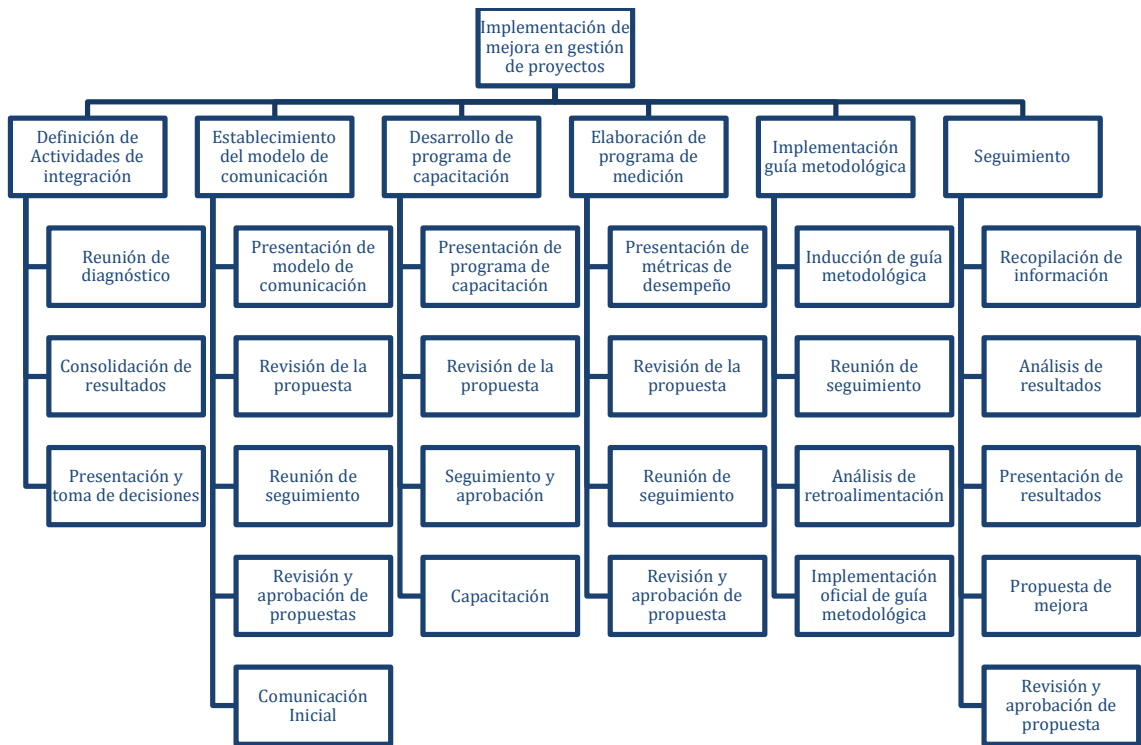 Implementación de
mejora en gestión
de proyectos
Definición de
Actividades de
integración
Reunión de
diagnóstico
Consolidación de
resultados
Presentación y
toma de decisiones
Establecimiento
del modelo de
comunicación
Presentación de
modelo de
comunicación
Revisión de la
propuesta
Reunión de
seguimiento
Revisión y
aprobación de
propuestas
Comunicación
Inicial
Desarrollo de
programa de
capacitación
Presentación de
programa de
capacitación
Revisión de la
propuesta
Seguimiento y
aprobación
Capacitación
Elaboración de
programa de
medición
Presentación de
métricas de
desempeño
Revisión de la
propuesta
Reunión de
seguimiento
Revisión y
aprobación de
propuesta
Implementación
guía metodológica
Inducción de guía
metodológica
Reunión de
seguimiento
Análisis de
retroalimentación
Implementación
oficial de guía
metodológica
Seguimiento
Recopilación de
información
Análisis de
resultados
Presentación de
resultados
Propuesta de
mejora
Revisión y
aprobación de
propuesta